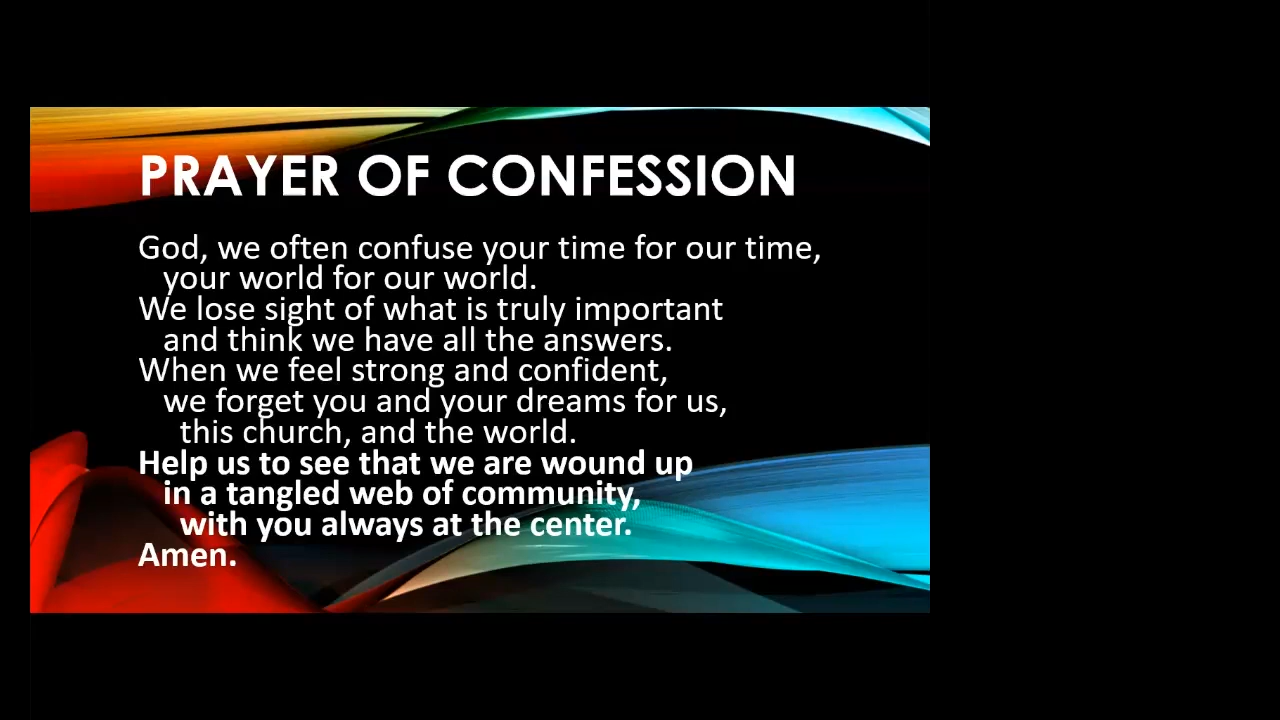 PRAYER OF CONFESSION
God, we often confuse your time for our time,
your world for our world.
We lose sight of what is truly important
and think we have all the answers.
When we feel strong and confident,
we forget you and your dreams for us,
this church, and the world.
Help us to see that we are wound up
in a tangled web of community,
with you always at the center.
Amen.